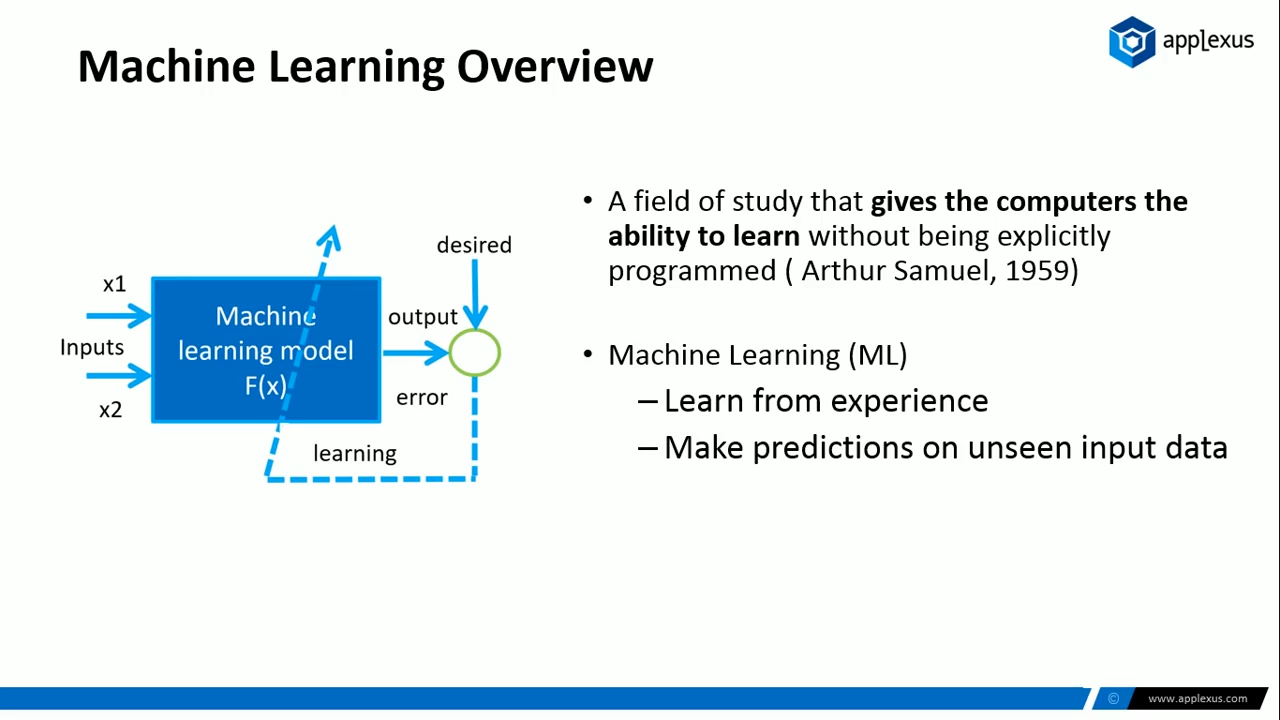 applexus
Machine Learning Overview
• A field of study that gives the computers the
ability to learn without being explicitly
programmed ( Arthur Samuel, 1959)
• Machine Learning (ML)
– Learn from experience
– Make predictions on unseen input data
desired
x1
Machine
learning model
F(x)
output
Inputs
error
x2
learning
©
www.applexus.com